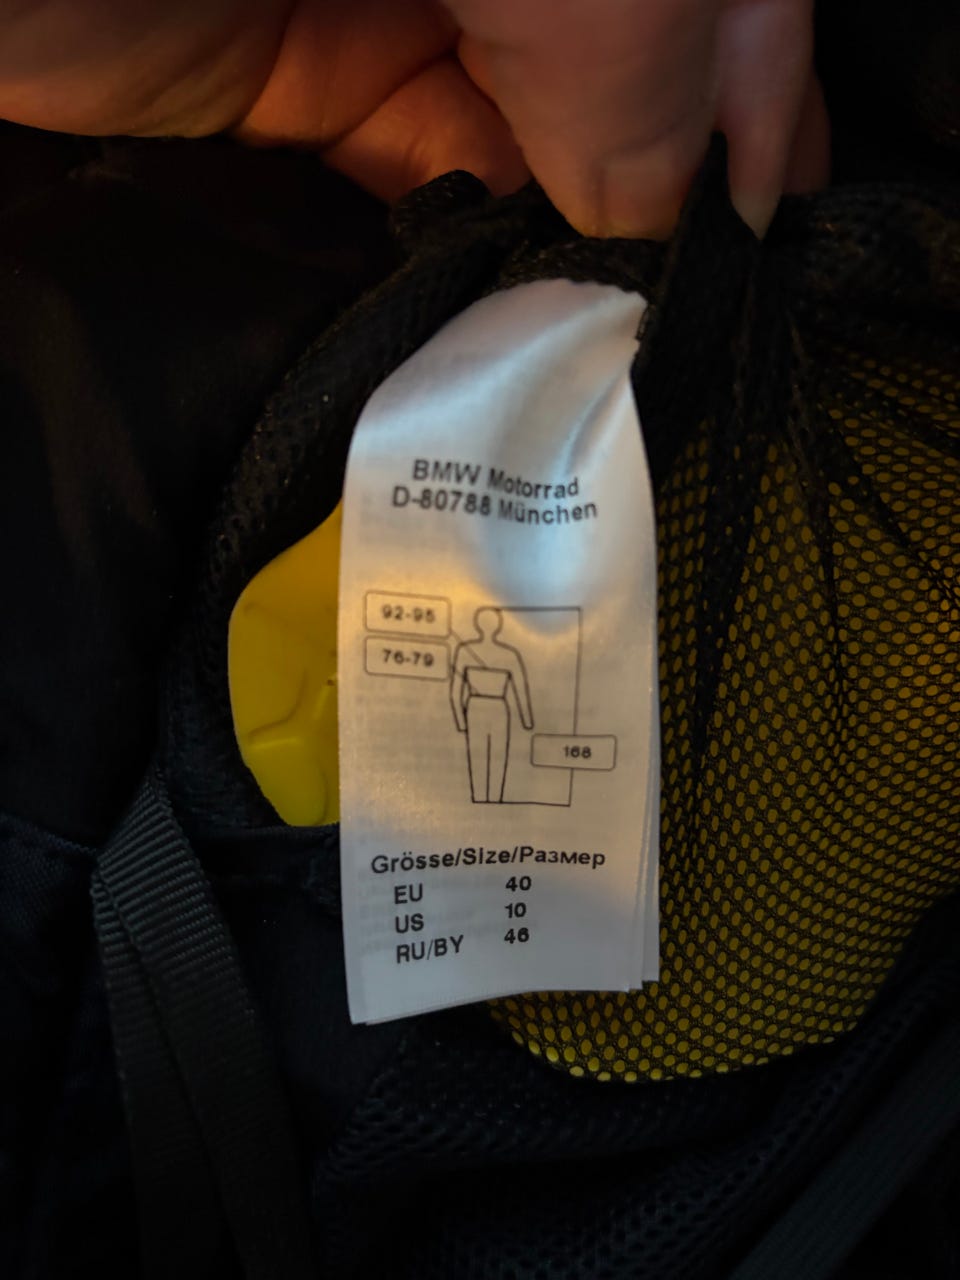 BMW Motorrad
D-80788 München
92-95
76-79
168
Grösse/Size/Размер
EU 40
US 10
RU/BY 46